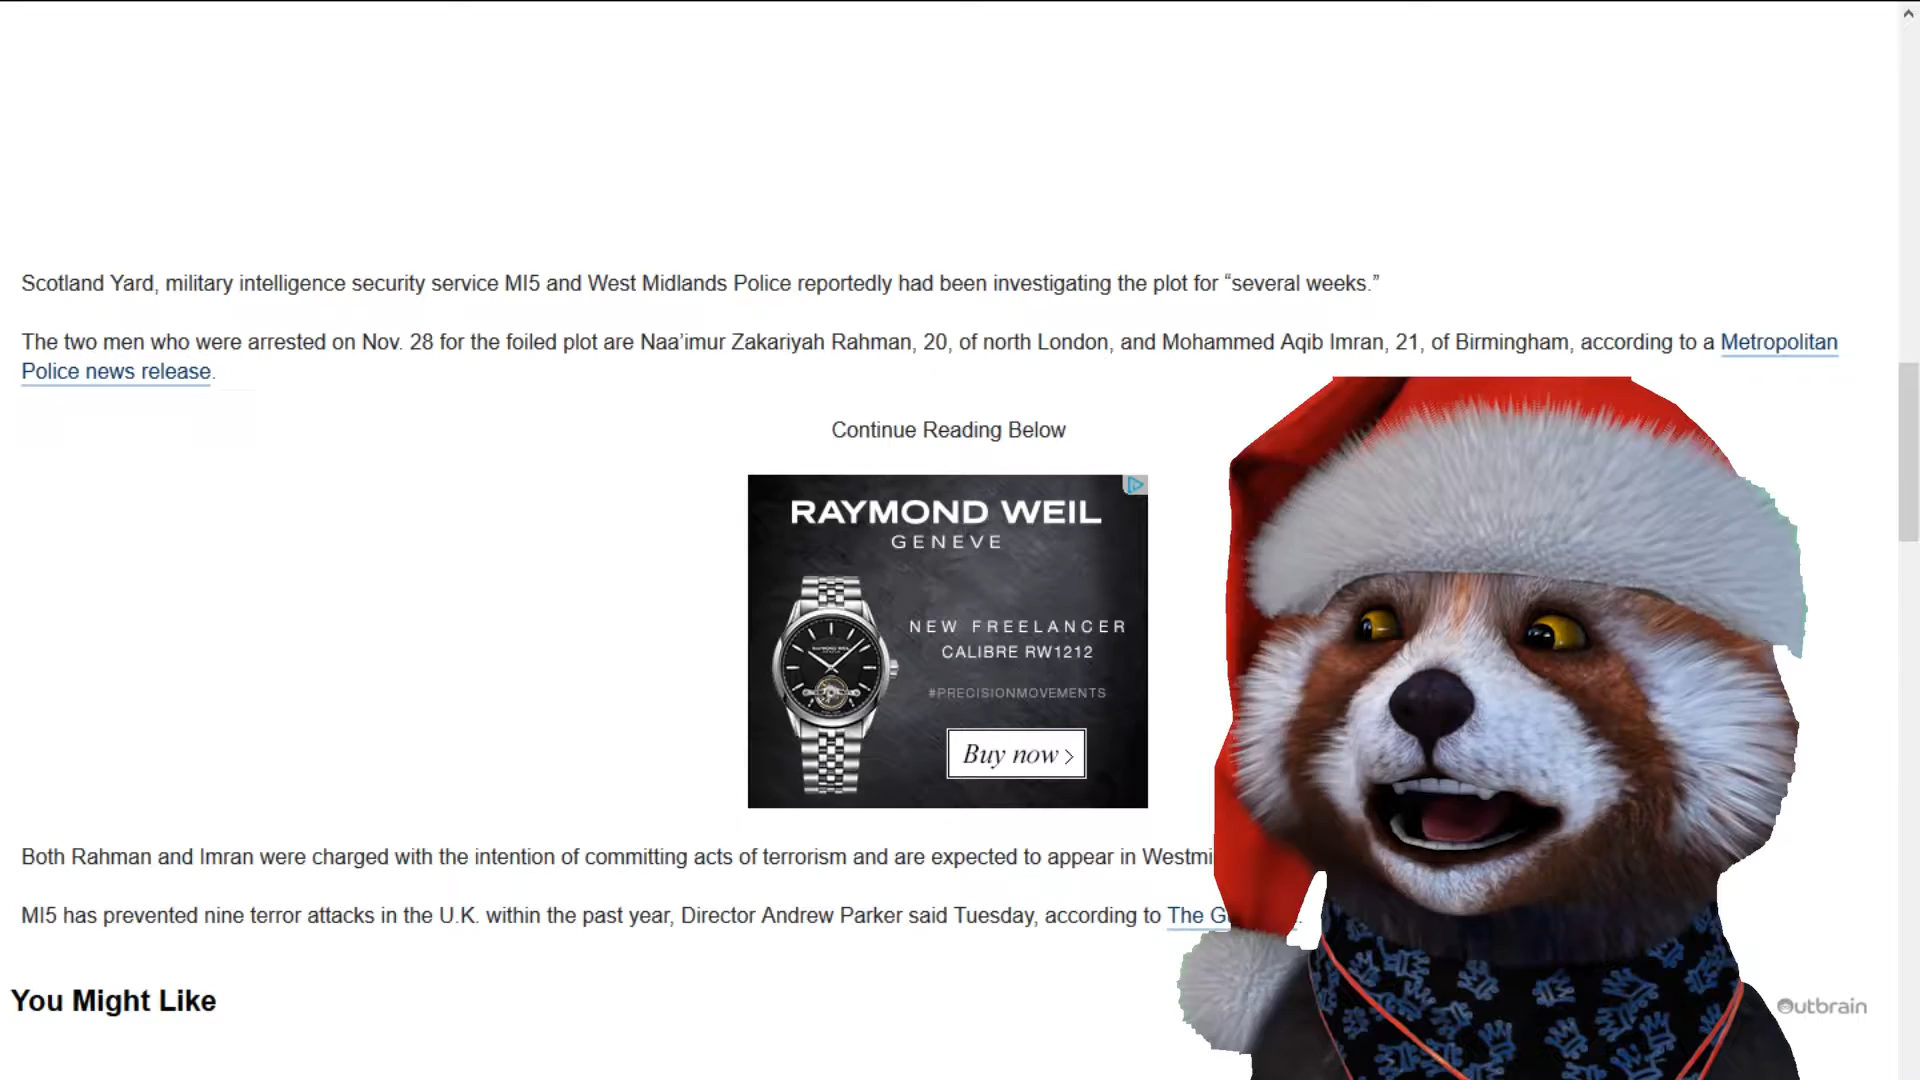 Scotland Yard, military intelligence security service MI5 and West Midlands Police reportedly had been investigating the plot for “several weeks.”
The two men who were arrested on Nov. 28 for the foiled plot are Naa’imur Zakariyah Rahman, 20, of north London, and Mohammed Aqib Imran, 21, of Birmingham, according to a Metropolitan
Police news release.
Continue Reading Below
RAYMOND WEIL
GENEVE
NEW FREELANCER
CALIBRE RW1212
#PRECISIONMOVEMENTS
Buy now >
Both Rahman and Imran were charged with the intention of committing acts of terrorism and are expected to appear in
MI5 has prevented nine terror attacks in the U.K. within the past year, Director Andrew Parker said Tuesday, according to The
You Might Like
Outbrain